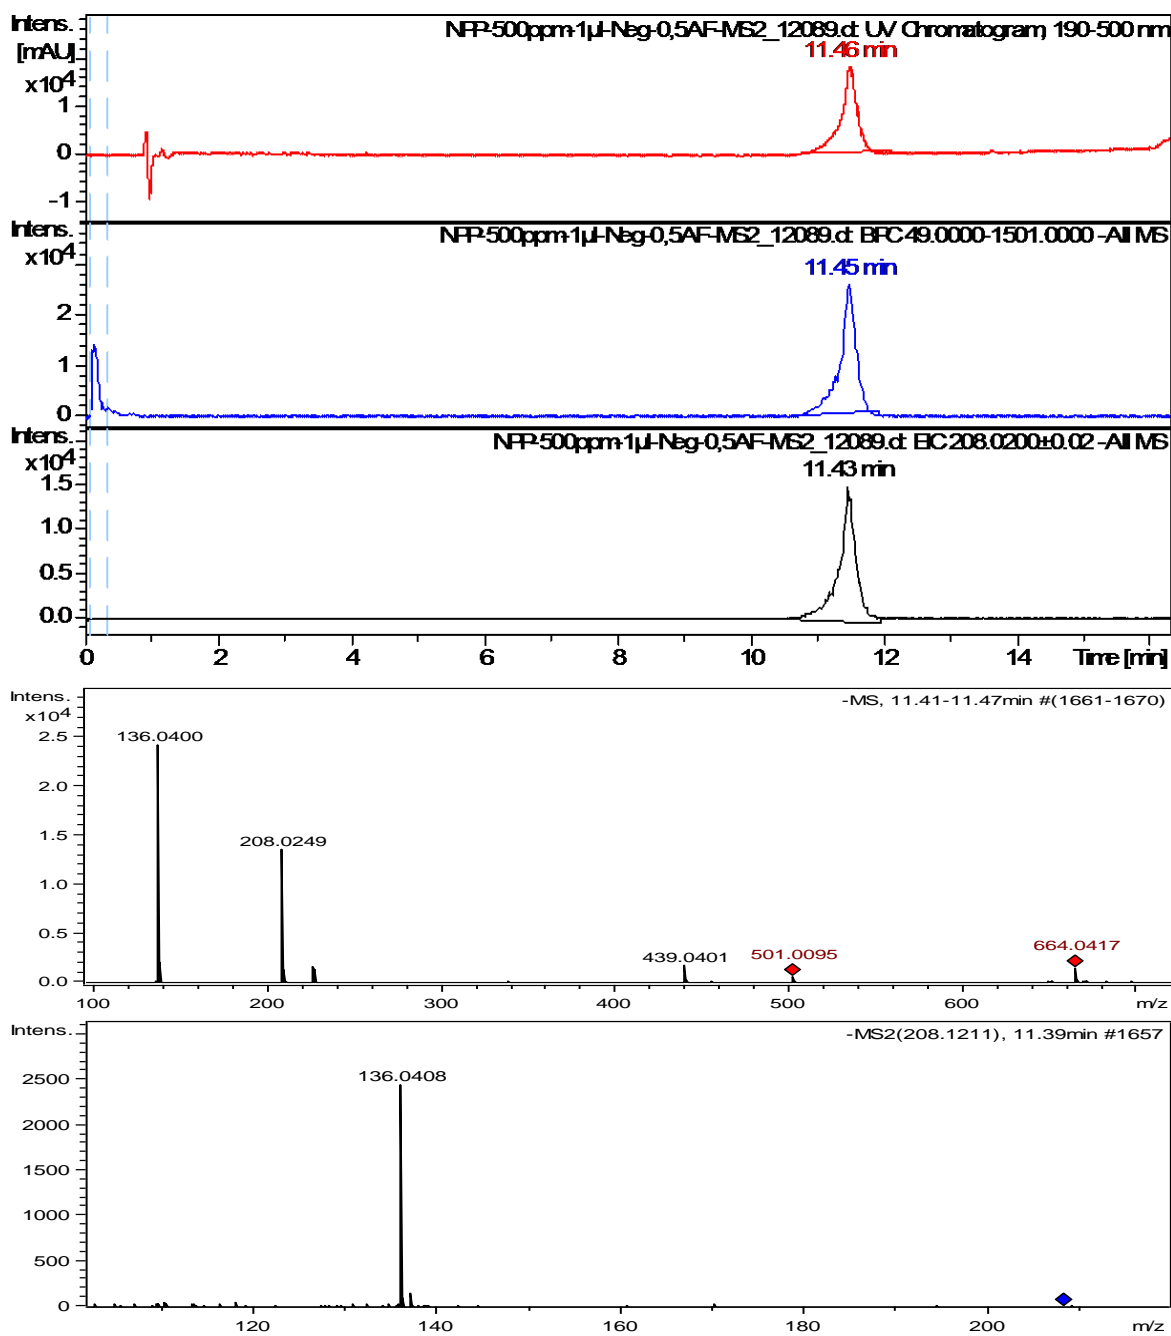 Intens.
[mAU]
x10^4
NPP-500ppm-1µl-Neg-0,5AF-MS2_12089.d: UV Chromatogram, 190-500 nm
11.46 min
1
0
-1
Intens.
x10^4
NPP-500ppm-1µl-Neg-0,5AF-MS2_12089.d: BPC 49.0000-1501.0000 -All MS
11.45 min
2
1
0
Intens.
x10^4
NPP-500ppm-1µl-Neg-0,5AF-MS2_12089.d: EIC 208.0200±0.02 -All MS
11.43 min
1.5
1.0
0.5
0.0
0 2 4 6 8 10 12 14 Time [min]
Intens.
x10^4
-MS, 11.41-11.47min #(1661-1670)
2.5
136.0400
2.0
1.5
208.0249
1.0
0.5
439.0401
501.0095
664.0417
0.0
100 200 300 400 500 600 m/z
Intens.
-MS2(208.1211), 11.39min #1657
2500
136.0408
2000
1500
1000
500
0
120 140 160 180 200 m/z